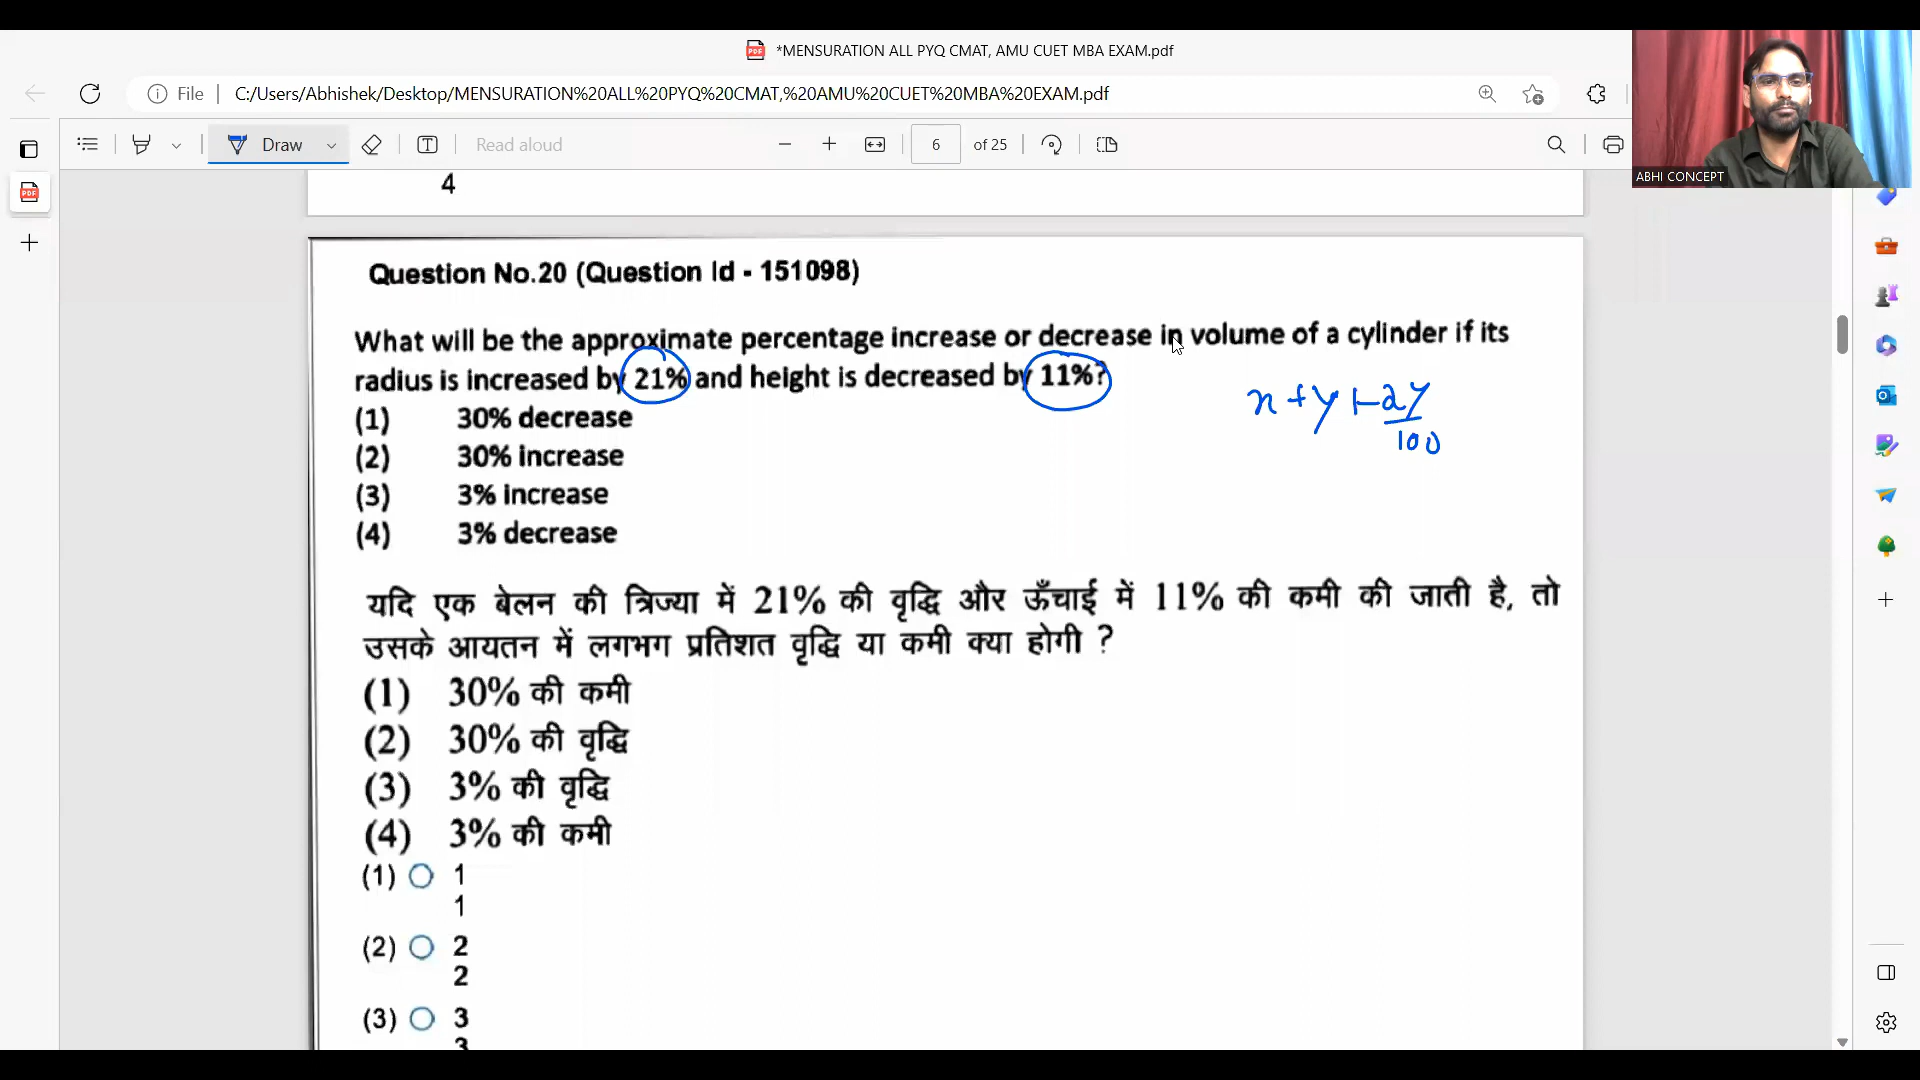 *MENSURATION ALL PYQ CMAT, AMU CUET MBA EXAM.pdf
File
C:/Users/Abhishek/Desktop/MENSURATION%20ALL%20PYQ%20CMAT,%20AMU%20CUET%20MBA%20EXAM.pdf
Draw
Read aloud
6 of 25
ABHI CONCEPT
4
Question No.20 (Question Id - 151098)
What will be the approximate percentage increase or decrease in volume of a cylinder if its
radius is increased by 21% and height is decreased by 11%?
x + y +
100
(1) 30% decrease
(2) 30% increase
(3) 3% increase
(4) 3% decrease
यदि एक बेलन की त्रिज्या में 21% की वृद्धि और ऊँचाई में 11% की कमी की जाती है, तो
उसके आयतन में लगभग प्रतिशत वृद्धि या कमी क्या होगी ?
(1) 30% की कमी
(2) 30% की वृद्धि
(3) 3% की वृद्धि
(4) 3% की कमी
(1) 1
1
(2) 2
2
(3) 3
3